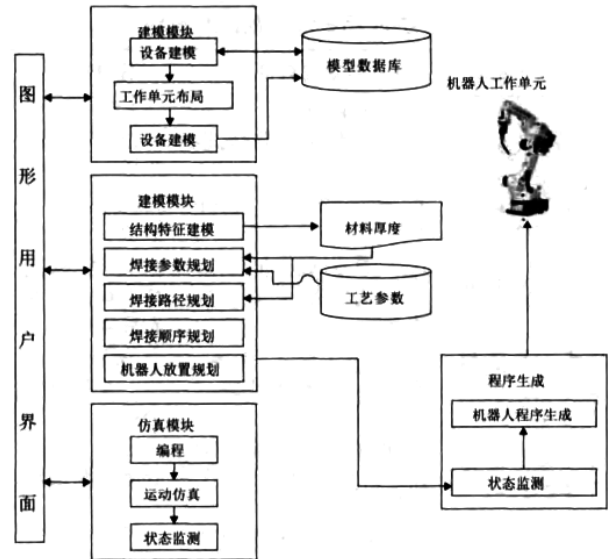 图形用户界面
建模模块
设备建模
工作单元布局
设备建模
模型数据库
机器人工作单元
建模模块
结构特征建模
焊接参数规划
焊接路径规划
焊接顺序规划
机器人放置规划
材料厚度
工艺参数
仿真模块
编程
运动仿真
状态监测
程序生成
机器人程序生成
状态监测